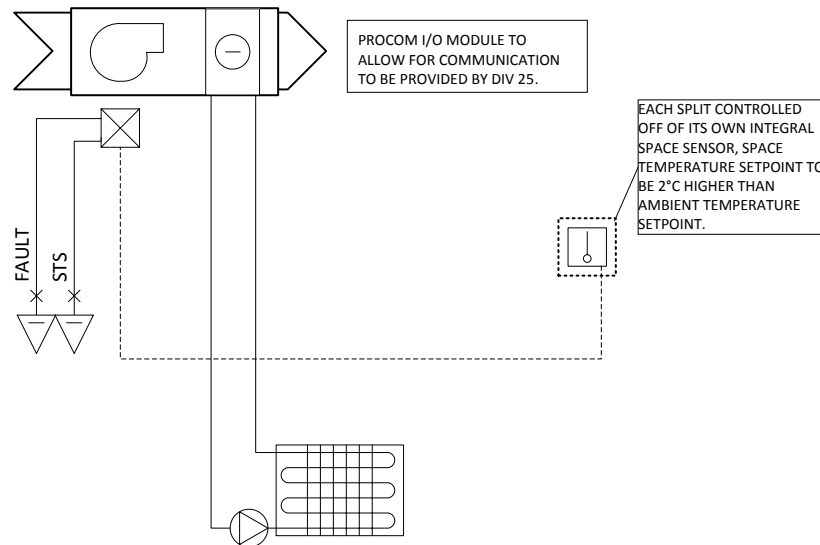 PROCOM I/O MODULE TO
ALLOW FOR COMMUNICATION
TO BE PROVIDED BY DIV 25.
EACH SPLIT CONTROLLED
OFF OF ITS OWN INTEGRAL
SPACE SENSOR, SPACE
TEMPERATURE SETPOINT TO
BE 2°C HIGHER THAN
AMBIENT TEMPERATURE
SETPOINT.
FAULT
STS